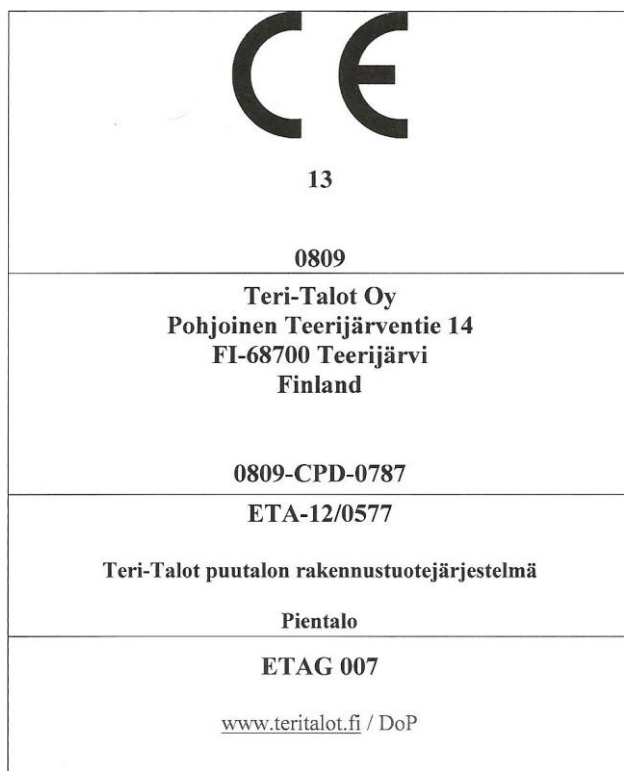 CE
13
0809
Teri-Talot Oy
Pohjoinen Teerijärventie 14
FI-68700 Teerijärvi
Finland
0809-CPD-0787
ETA-12/0577
Teri-Talot puutalon rakennustuotejärjestelmä
Pientalo
ETAG 007
www.teritalot.fi / DoP